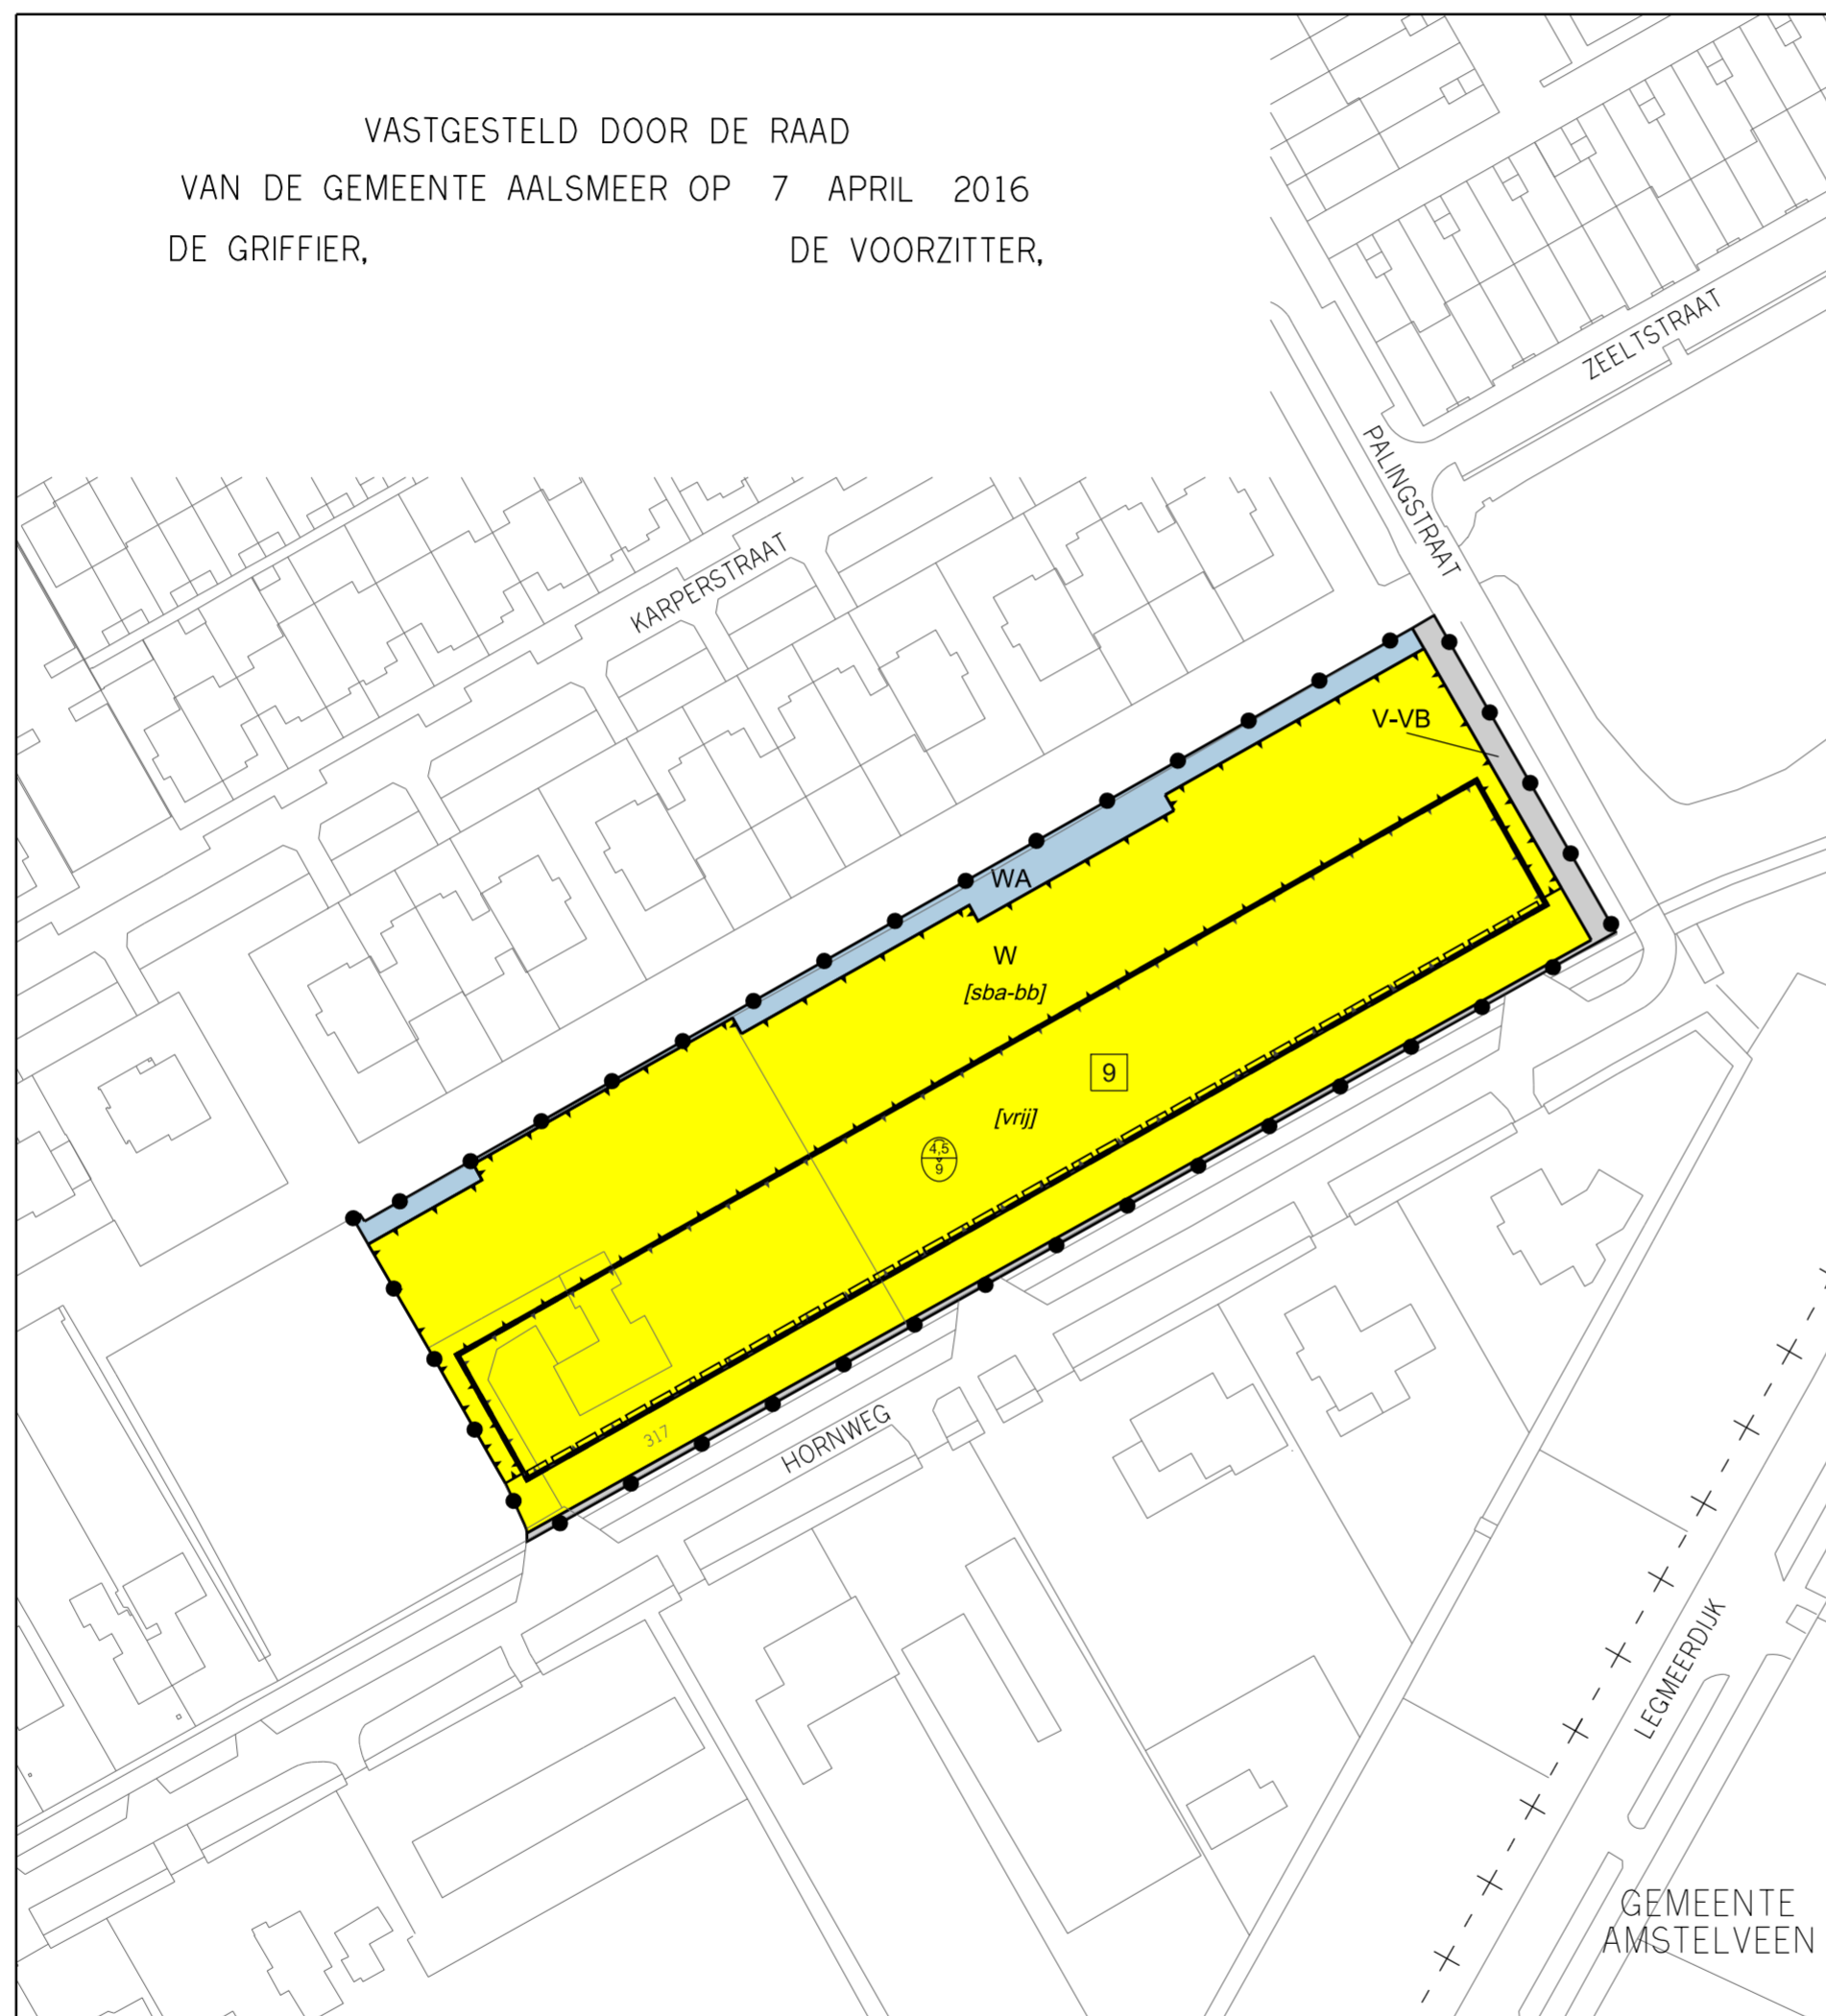 VASTGESTELD DOOR DE RAAD
VAN DE GEMEENTE AALSMEER OP 7 APRIL 2016
DE GRIFFIER, DE VOORZITTER,
ZEELTSTRAAT
PALINGSTRAAT
KARPERSTRAAT
V-VB
WA
W
[sba-bb]
9
[vrij]
4,5
9
317
HORNWEG
LEGMEERDIJK
GEMEENTE
AMSTELVEEN